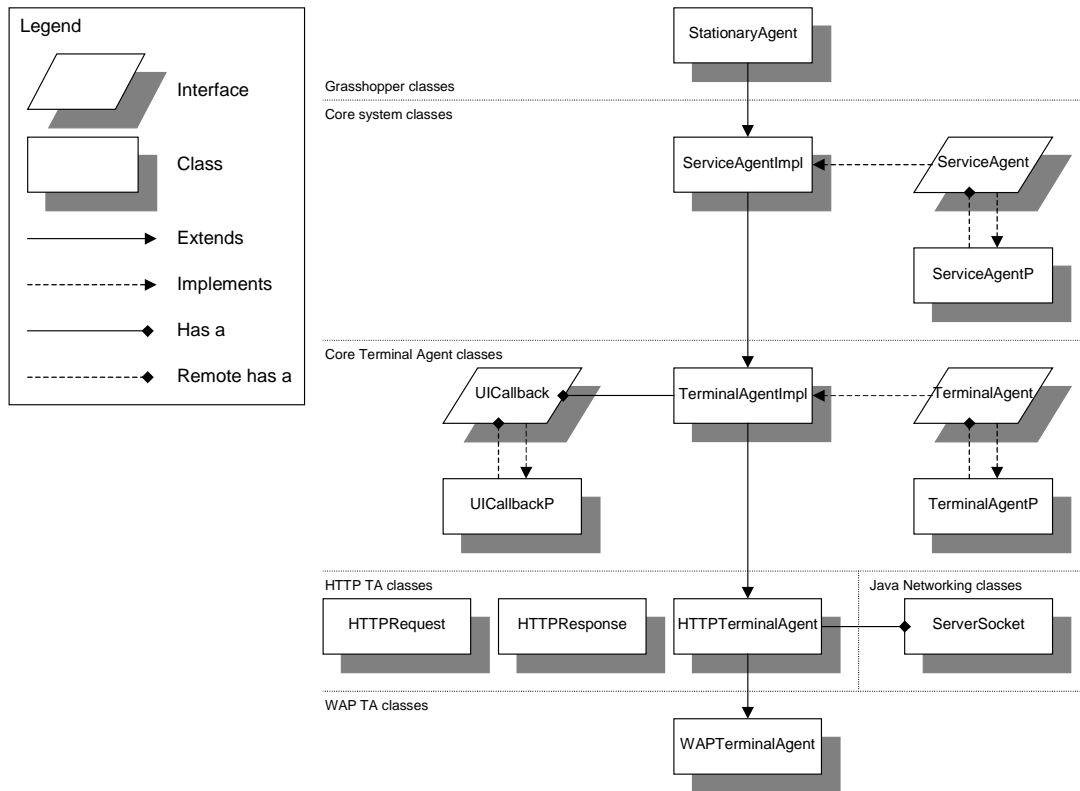 Legend
Interface
Class
Extends
Implements
Has a
Remote has a
StationaryAgent
Grasshopper classes
Core system classes
ServiceAgentImpl
ServiceAgent
ServiceAgentP
Core Terminal Agent classes
UICallback
TerminalAgentImpl
TerminalAgent
UICallbackP
TerminalAgentP
HTTP TA classes
Java Networking classes
HTTPRequest
HTTPResponse
HTTPTerminalAgent
ServerSocket
WAP TA classes
WAPTerminalAgent